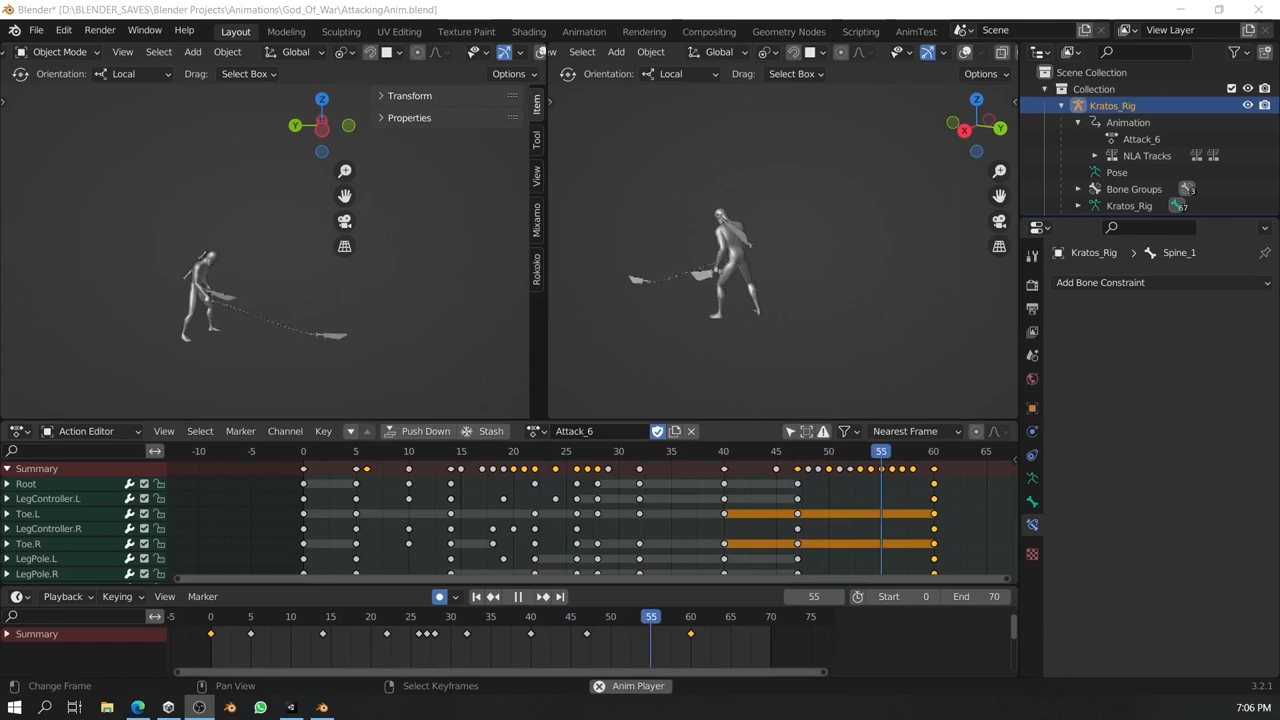 Blender* [D:\BLENDER_SAVES\Blender Projects\Animations\God_Of_War\AttackingAnim.blend]
File Edit Render Window Help Layout Modeling Sculpting UV Editing Texture Paint Shading Animation Rendering Compositing Geometry Nodes Scripting AnimTest Scene View Layer
Object Mode View Select Add Object Global Select Add Object Global
Orientation: Local Drag: Select Box Options Orientation: Local Drag: Select Box Options
Scene Collection
Collection
Kratos_Rig
Animation
Attack_6
NLA Tracks
Pose
Bone Groups 13
Kratos_Rig 67
Transform
Properties
Item
Tool
View
Mixamo
Rokoko
Z
Y
Z
X Y
Kratos_Rig Spine_1
Add Bone Constraint
Action Editor View Select Marker Channel Key Push Down Stash Attack_6 Nearest Frame
-10 0 5 10 20 30 40 50 55 60 65
Summary
Root
LegController.L
Toe.L
LegController.R
Toe.R
LegPole.L
LegPole.R
Playback Keying View Marker 55 Start 0 End 70
-5 0 5 10 15 20 25 30 35 40 45 50 55 60 65 70 75
Summary
Change Frame Pan View Select Keyframes Anim Player 3.2.1
7:06 PM